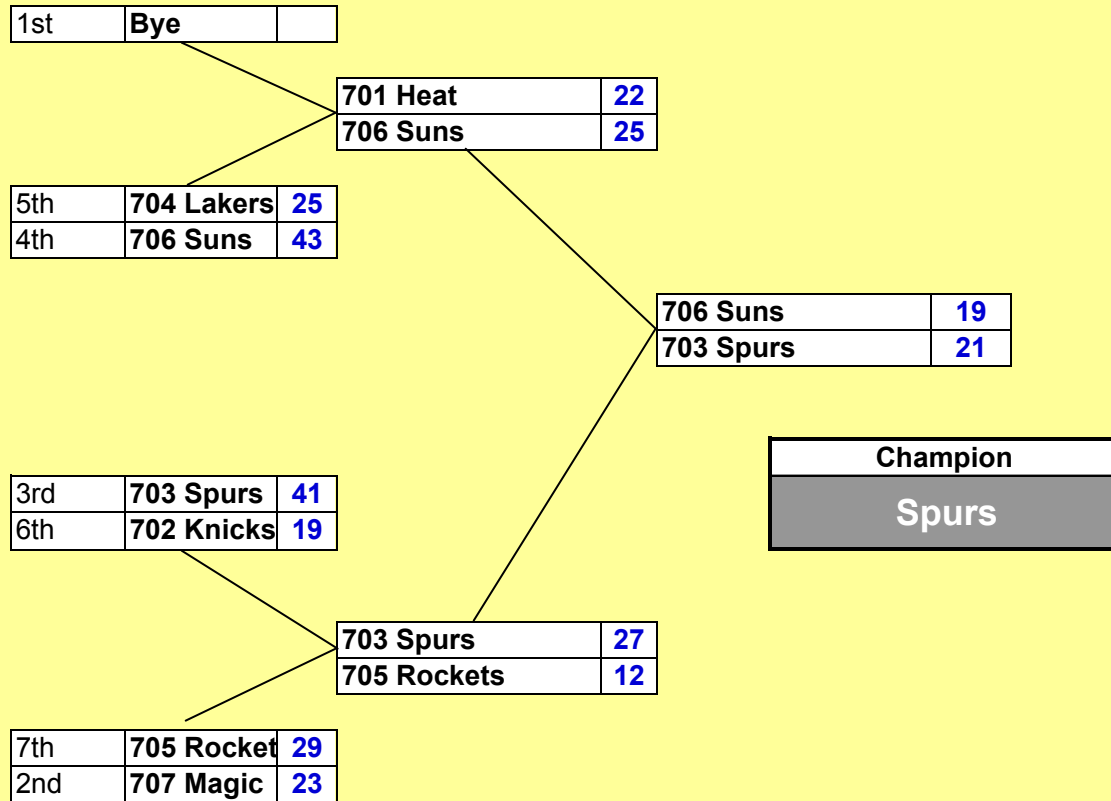 1st Bye
701 Heat 22
706 Suns 25
5th 704 Lakers 25
4th 706 Suns 43
706 Suns 19
703 Spurs 21
Champion
Spurs
3rd 703 Spurs 41
6th 702 Knicks 19
703 Spurs 27
705 Rockets 12
7th 705 Rocket 29
2nd 707 Magic 23